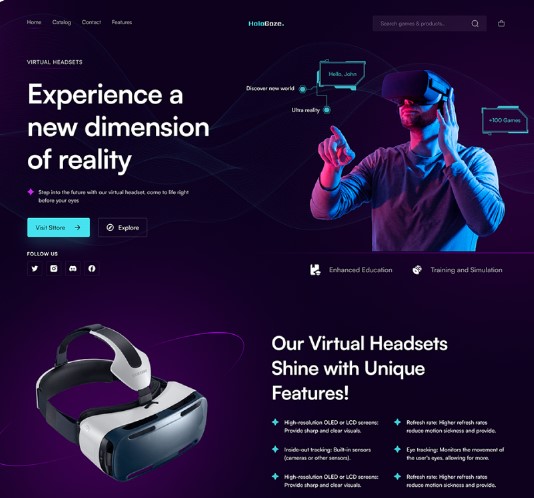 Home Catalog Contact Features
HoloGaze.
Search games & products..
VIRTUAL HEADSETS
Experience a
new dimension
of reality
Step into the future with our virtual headset. come to life right
before your eyes
Visit Sttore
Explore
FOLLOW US
Hello, John
Discover new world
Ultra reality
+100 Games
Enhanced Education
Training and Simulation
Our Virtual Headsets
Shine with Unique
Features!
High-resolution OLED or LCD screens:
Provide sharp and clear visuals.
Refresh rate: Higher refresh rates
reduce motion sickness and provide.
Inside-out tracking: Built-in sensors
(cameras or other sensors).
Eye tracking: Monitors the movement of
the user's eyes, allowing for more.
High-resolution OLED or LCD screens:
Provide sharp and clear visuals.
Refresh rate: Higher refresh rates
reduce motion sickness and provide.